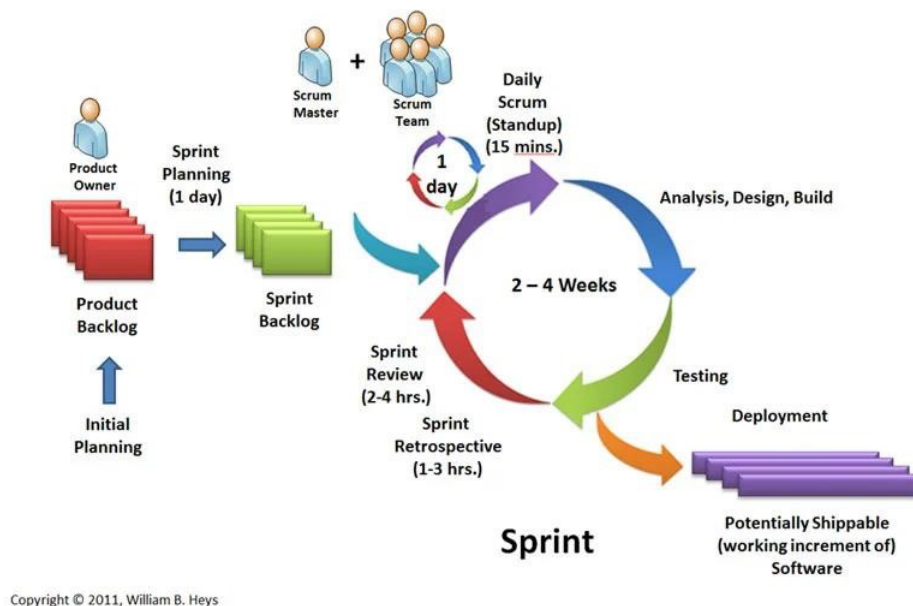 Scrum
Master
+
Scrum
Team
Product
Owner
Sprint
Planning
(1 day)
Daily
Scrum
(Standup)
(15 mins.)
1
day
Analysis, Design, Build
2 – 4 Weeks
Product
Backlog
Sprint
Backlog
Initial
Planning
Sprint
Review
(2-4 hrs.)
Sprint
Retrospective
(1-3 hrs.)
Testing
Deployment
Potentially Shippable
(working increment of)
Software
Sprint
Copyright © 2011, William B. Heys